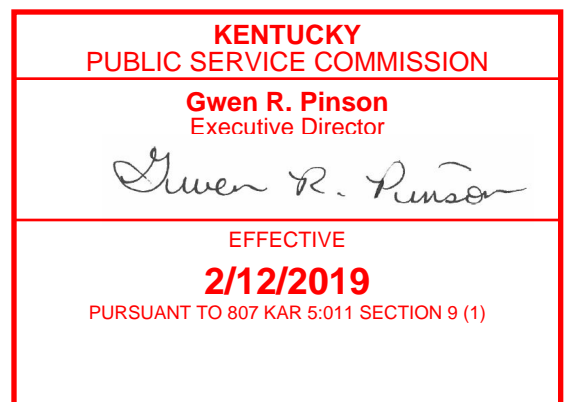 KENTUCKY
PUBLIC SERVICE COMMISSION
Gwen R. Pinson
Executive Director
Gwen R. Pinson
EFFECTIVE
2/12/2019
PURSUANT TO 807 KAR 5:011 SECTION 9 (1)